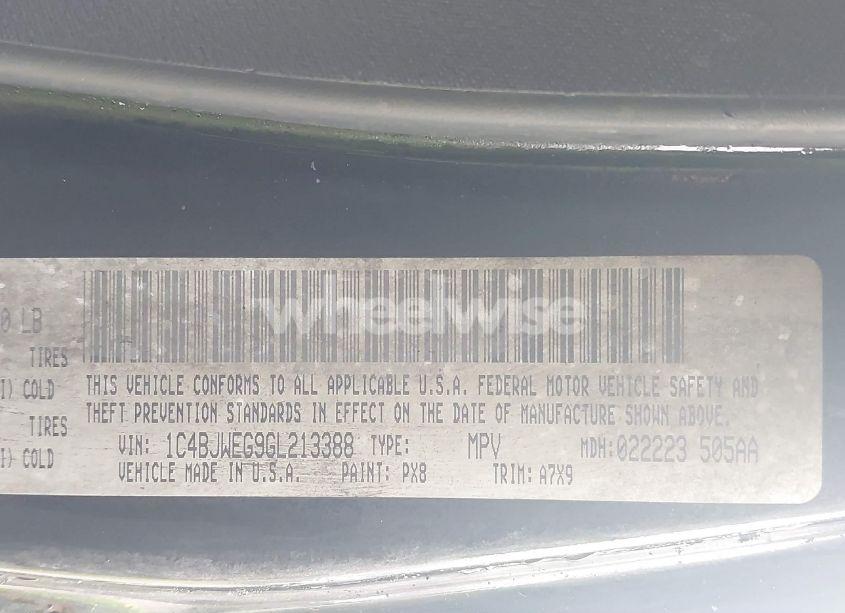 wheelwise
0 LB
TIRES
I) COLD
TIRES
I) COLD
THIS VEHICLE CONFORMS TO ALL APPLICABLE U.S.A. FEDERAL MOTOR VEHICLE SAFETY AND
THEFT PREVENTION STANDARDS IN EFFECT ON THE DATE OF MANUFACTURE SHOWN ABOVE.
VIN: 1C4BJWEG9GL213388 TYPE: MPV MDH:022223 505AA
VEHICLE MADE IN U.S.A. PAINT: PX8 TRIM: A7X9